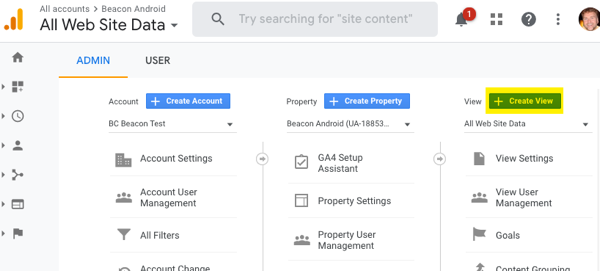 All accounts > Beacon Android
All Web Site Data
Try searching for "site content"
1
ADMIN USER
Account + Create Account
Property + Create Property
View + Create View
BC Beacon Test
Beacon Android (UA-18853...
All Web Site Data
Account Settings
GA4 Setup
Assistant
View Settings
Account User
Management
Property Settings
View User
Management
All Filters
Property User
Management
Goals
Account Change
Content Grouping